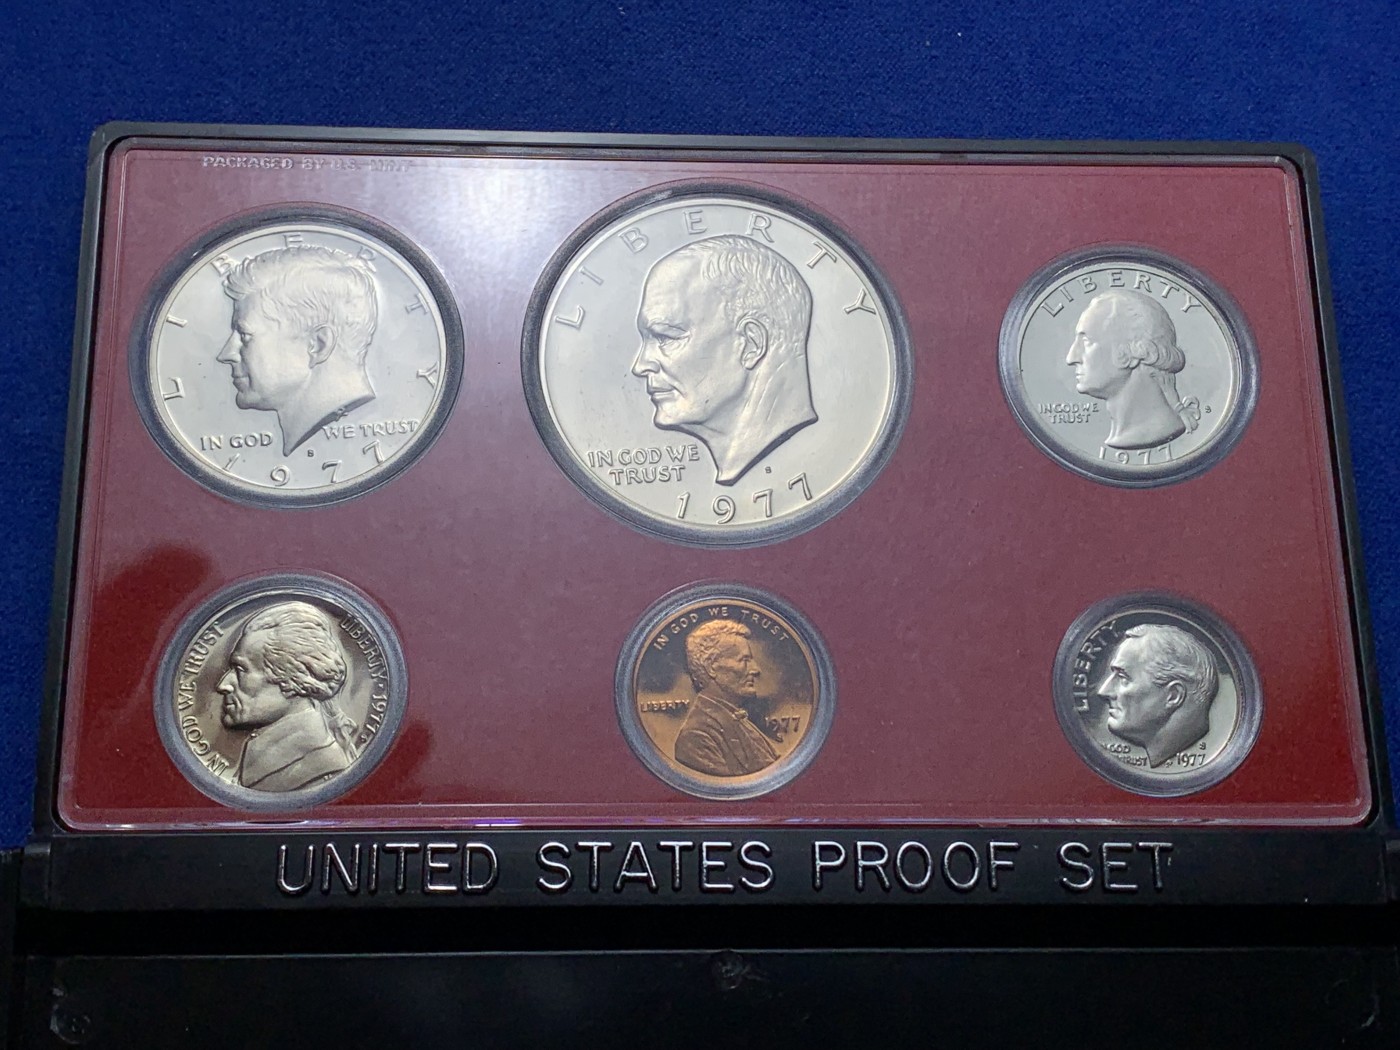 PACKAGED BY U.S. MINT
LIBERTY
IN GOD WE TRUST
S
1977
LIBERTY
IN GOD WE
TRUST
S
1977
LIBERTY
IN GOD WE
TRUST
S
1977
IN GOD WE TRUST
LIBERTY · 1977 S
IN GOD WE TRUST
LIBERTY
1977
S
LIBERTY
IN GOD
TRUST
S
1977
UNITED STATES PROOF SET